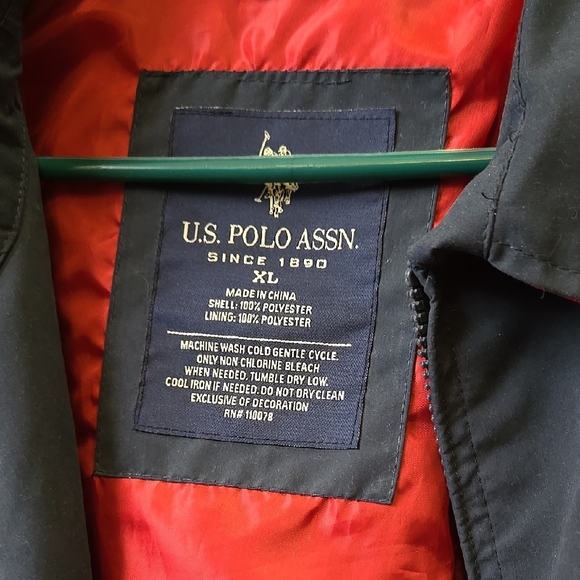 U.S. POLO ASSN.
SINCE 1890
XL
MADE IN CHINA
SHELL: 100% POLYESTER
LINING: 100% POLYESTER
MACHINE WASH COLD GENTLE CYCLE.
ONLY NON-CHLORINE BLEACH
WHEN NEEDED. TUMBLE DRY LOW.
COOL IRON IF NEEDED. DO NOT DRY CLEAN
EXCLUSIVE OF DECORATION
RN# 110078